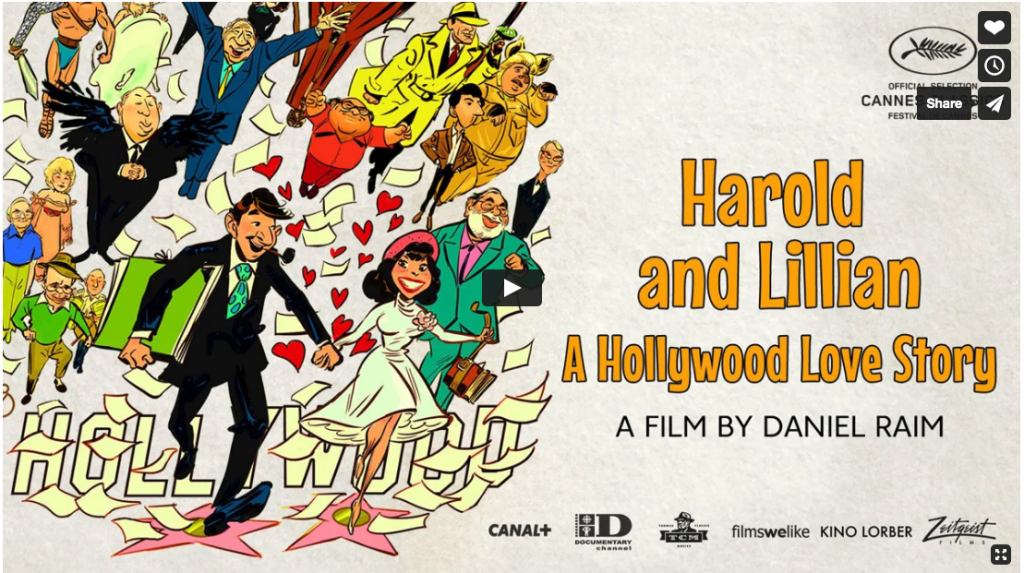 OFFICIAL SELECTION
CANNES
FESTIV
Share
Harold
and Lillian
A Hollywood Love Story
A FILM BY DANIEL RAIM
HOLLYWOOD
CANAL+
D
DOCUMENTARY
channel
TCM
filmswelike
KINO LORBER
Zeitgeist
FILMS